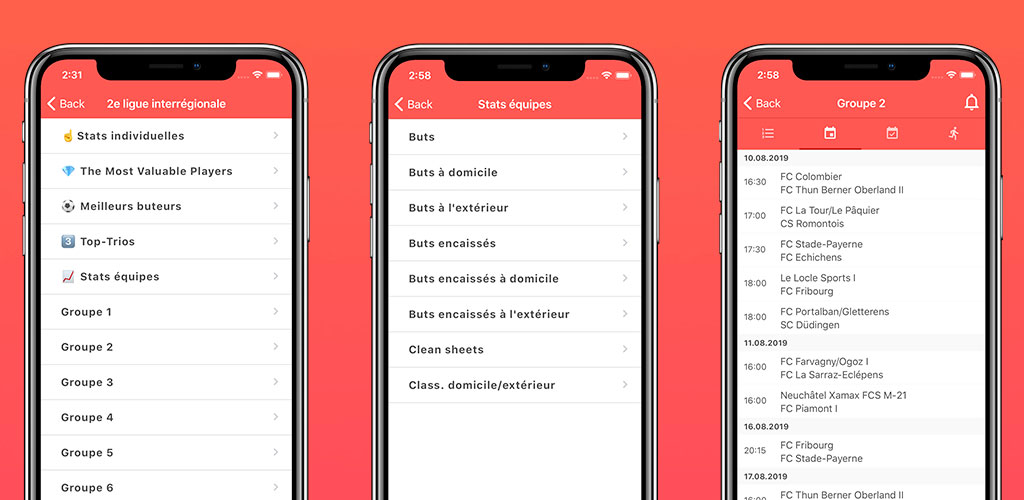 2:31
Back
2e ligue interrégionale
Stats individuelles
The Most Valuable Players
Meilleurs buteurs
3 Top-Trios
Stats équipes
Groupe 1
Groupe 2
Groupe 3
Groupe 4
Groupe 5
Groupe 6
2:58
Back
Stats équipes
Buts
Buts à domicile
Buts à l'extérieur
Buts encaissés
Buts encaissés à domicile
Buts encaissés à l'extérieur
Clean sheets
Class. domicile/extérieur
2:58
Back
Groupe 2
10.08.2019
16:30
FC Colombier
FC Thun Berner Oberland II
17:00
FC La Tour/Le Pâquier
CS Romontois
17:30
FC Stade-Payerne
FC Echichens
18:00
Le Locle Sports I
FC Fribourg
18:00
FC Portalban/Gletterens
SC Düdingen
11.08.2019
16:00
FC Farvagny/Ogoz I
FC La Sarraz-Eclépens
16:00
Neuchâtel Xamax FCS M-21
FC Piamont I
16.08.2019
20:15
FC Fribourg
FC Stade-Payerne
17.08.2019
16:00
FC Thun Berner Oberland II